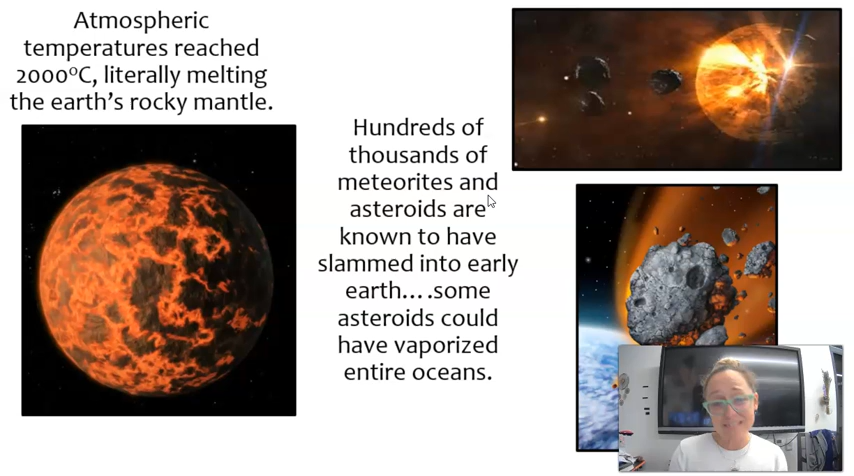 Atmospheric
temperatures reached
2000⁰C, literally melting
the earth's rocky mantle.
Hundreds of
thousands of
meteorites and
asteroids are
known to have
slammed into early
earth….some
asteroids could
have vaporized
entire oceans.